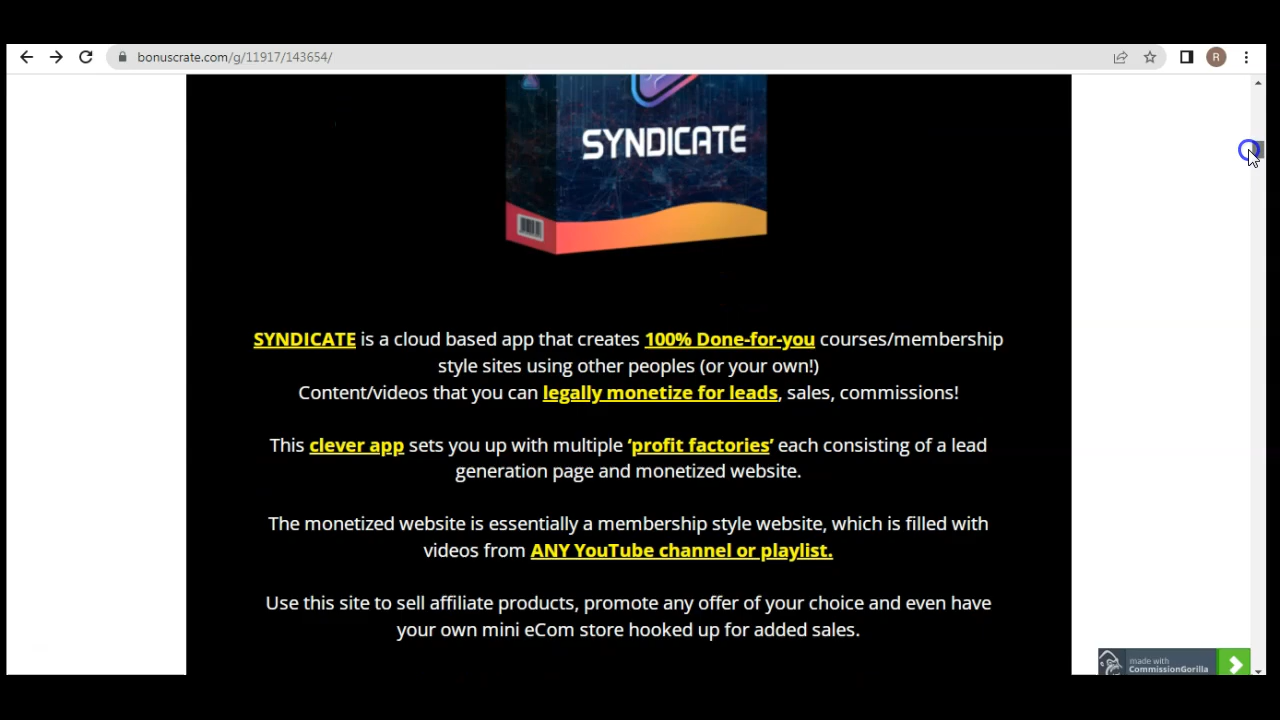 bonuscrate.com/g/11917/143654/
R
SYNDICATE
SYNDICATE is a cloud based app that creates 100% Done-for-you courses/membership
style sites using other peoples (or your own!)
Content/videos that you can legally monetize for leads, sales, commissions!
This clever app sets you up with multiple ‘profit factories’ each consisting of a lead
generation page and monetized website.
The monetized website is essentially a membership style website, which is filled with
videos from ANY YouTube channel or playlist.
Use this site to sell affiliate products, promote any offer of your choice and even have
your own mini eCom store hooked up for added sales.
made with
CommissionGorilla